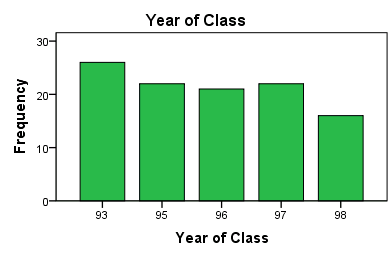 Year of Class
30
20
10
0
Frequency
93 95 96 97 98
Year of Class